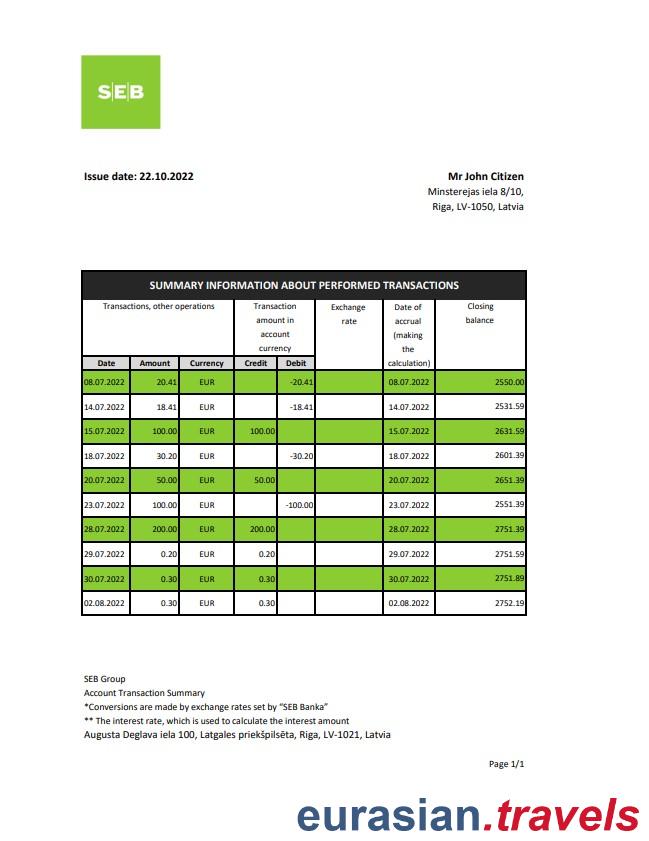 S|E|B
Issue date: 22.10.2022
Mr John Citizen
Minsterejas iela 8/10,
Riga, LV-1050, Latvia
SUMMARY INFORMATION ABOUT PERFORMED TRANSACTIONS
Transactions, other operations Transaction amount in account currency Exchange rate Date of accrual (making the calculation) Closing balance
Date Amount Currency Credit Debit
08.07.2022 20.41 EUR -20.41 08.07.2022 2550.00
14.07.2022 18.41 EUR -18.41 14.07.2022 2531.59
15.07.2022 100.00 EUR 100.00 15.07.2022 2631.59
18.07.2022 30.20 EUR -30.20 18.07.2022 2601.39
20.07.2022 50.00 EUR 50.00 20.07.2022 2651.39
23.07.2022 100.00 EUR -100.00 23.07.2022 2551.39
28.07.2022 200.00 EUR 200.00 28.07.2022 2751.39
29.07.2022 0.20 EUR 0.20 29.07.2022 2751.59
30.07.2022 0.30 EUR 0.30 30.07.2022 2751.89
02.08.2022 0.30 EUR 0.30 02.08.2022 2752.19
SEB Group
Account Transaction Summary
*Conversions are made by exchange rates set by “SEB Banka”
** The interest rate, which is used to calculate the interest amount
Augusta Deglava iela 100, Latgales priekšpilsēta, Riga, LV-1021, Latvia
Page 1/1
eurasian.travels